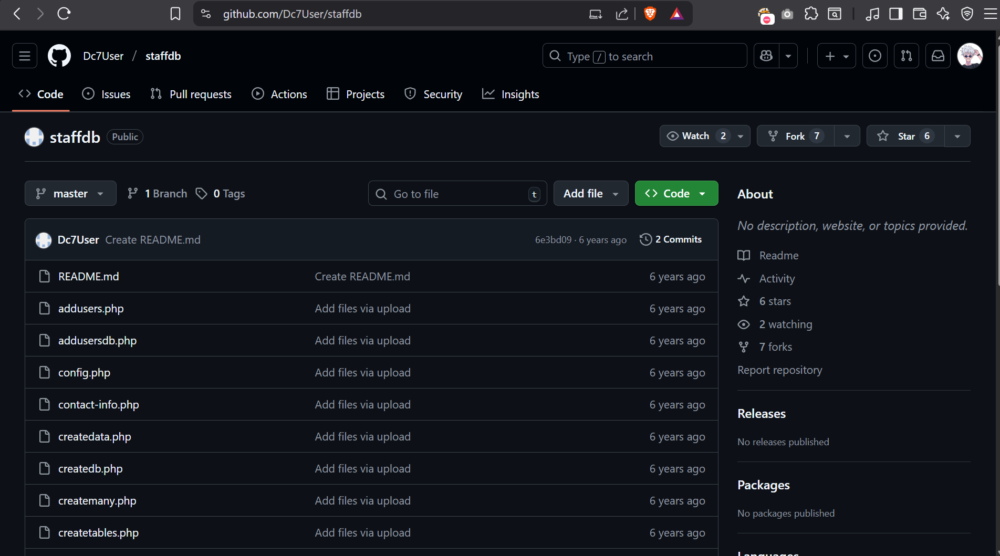 github.com/Dc7User/staffdb
Dc7User / staffdb
Type / to search
Code Issues Pull requests Actions Projects Security Insights
staffdb Public
Watch 2 Fork 7 Star 6
master 1 Branch 0 Tags Go to file t Add file Code
Dc7User Create README.md 6e3bd09 · 6 years ago 2 Commits
README.md Create README.md 6 years ago
addusers.php Add files via upload 6 years ago
addusersdb.php Add files via upload 6 years ago
config.php Add files via upload 6 years ago
contact-info.php Add files via upload 6 years ago
createdata.php Add files via upload 6 years ago
createdb.php Add files via upload 6 years ago
createmany.php Add files via upload 6 years ago
createtables.php Add files via upload 6 years ago
About
No description, website, or topics provided.
Readme
Activity
6 stars
2 watching
7 forks
Report repository
Releases
No releases published
Packages
No packages published
Languages